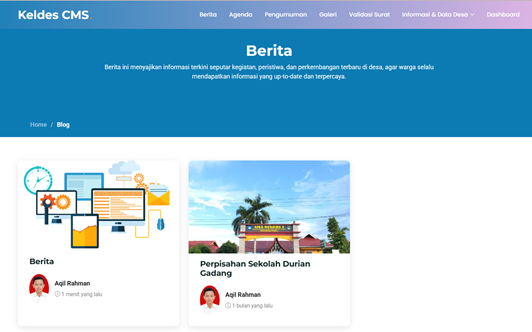 Keldes CMS
Berita Agenda Pengumuman Galeri Validasi Surat Informasi & Data Desa Dashboard
Berita
Berita ini menyajikan informasi terkini seputar kegiatan, peristiwa, dan perkembangan terbaru di desa, agar warga selalu
mendapatkan informasi yang up-to-date dan terpercaya.
Home / Blog
Berita
Aqil Rahman
1 menit yang lalu
Perpisahan Sekolah Durian
Gadang
Aqil Rahman
1 bulan yang lalu